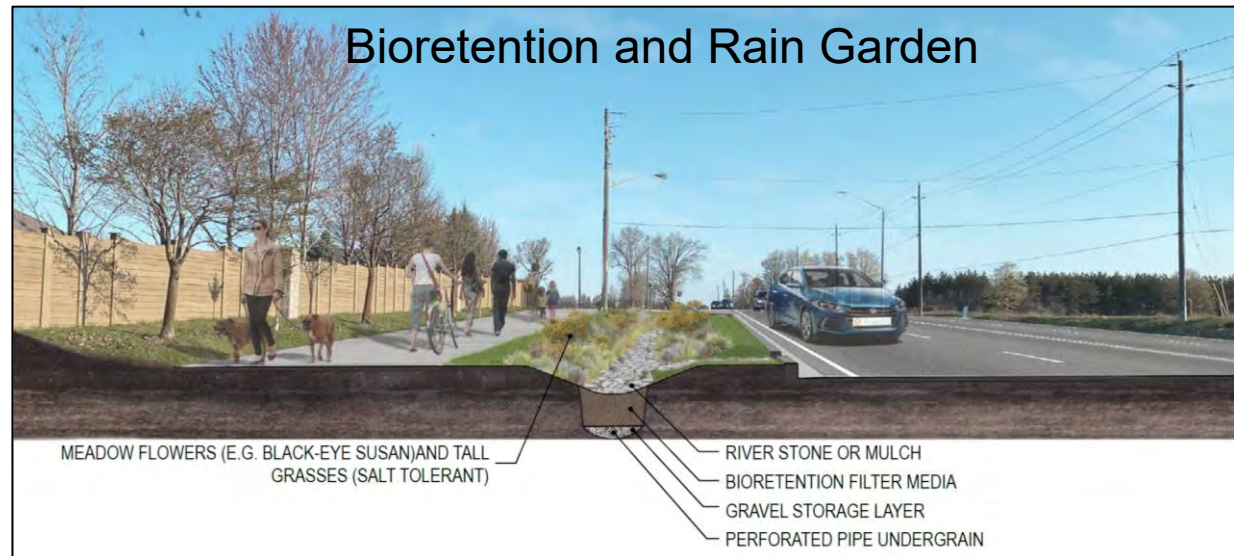 Bioretention and Rain Garden
MEADOW FLOWERS (E.G. BLACK-EYE SUSAN)AND TALL
GRASSES (SALT TOLERANT)
RIVER STONE OR MULCH
BIORETENTION FILTER MEDIA
GRAVEL STORAGE LAYER
PERFORATED PIPE UNDERGRAIN